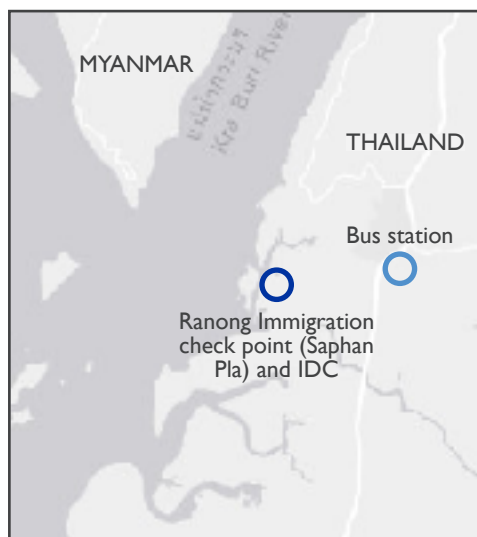 MYANMAR
Kra Buri River
THAILAND
Bus station
Ranong Immigration
check point (Saphan
Pla) and IDC